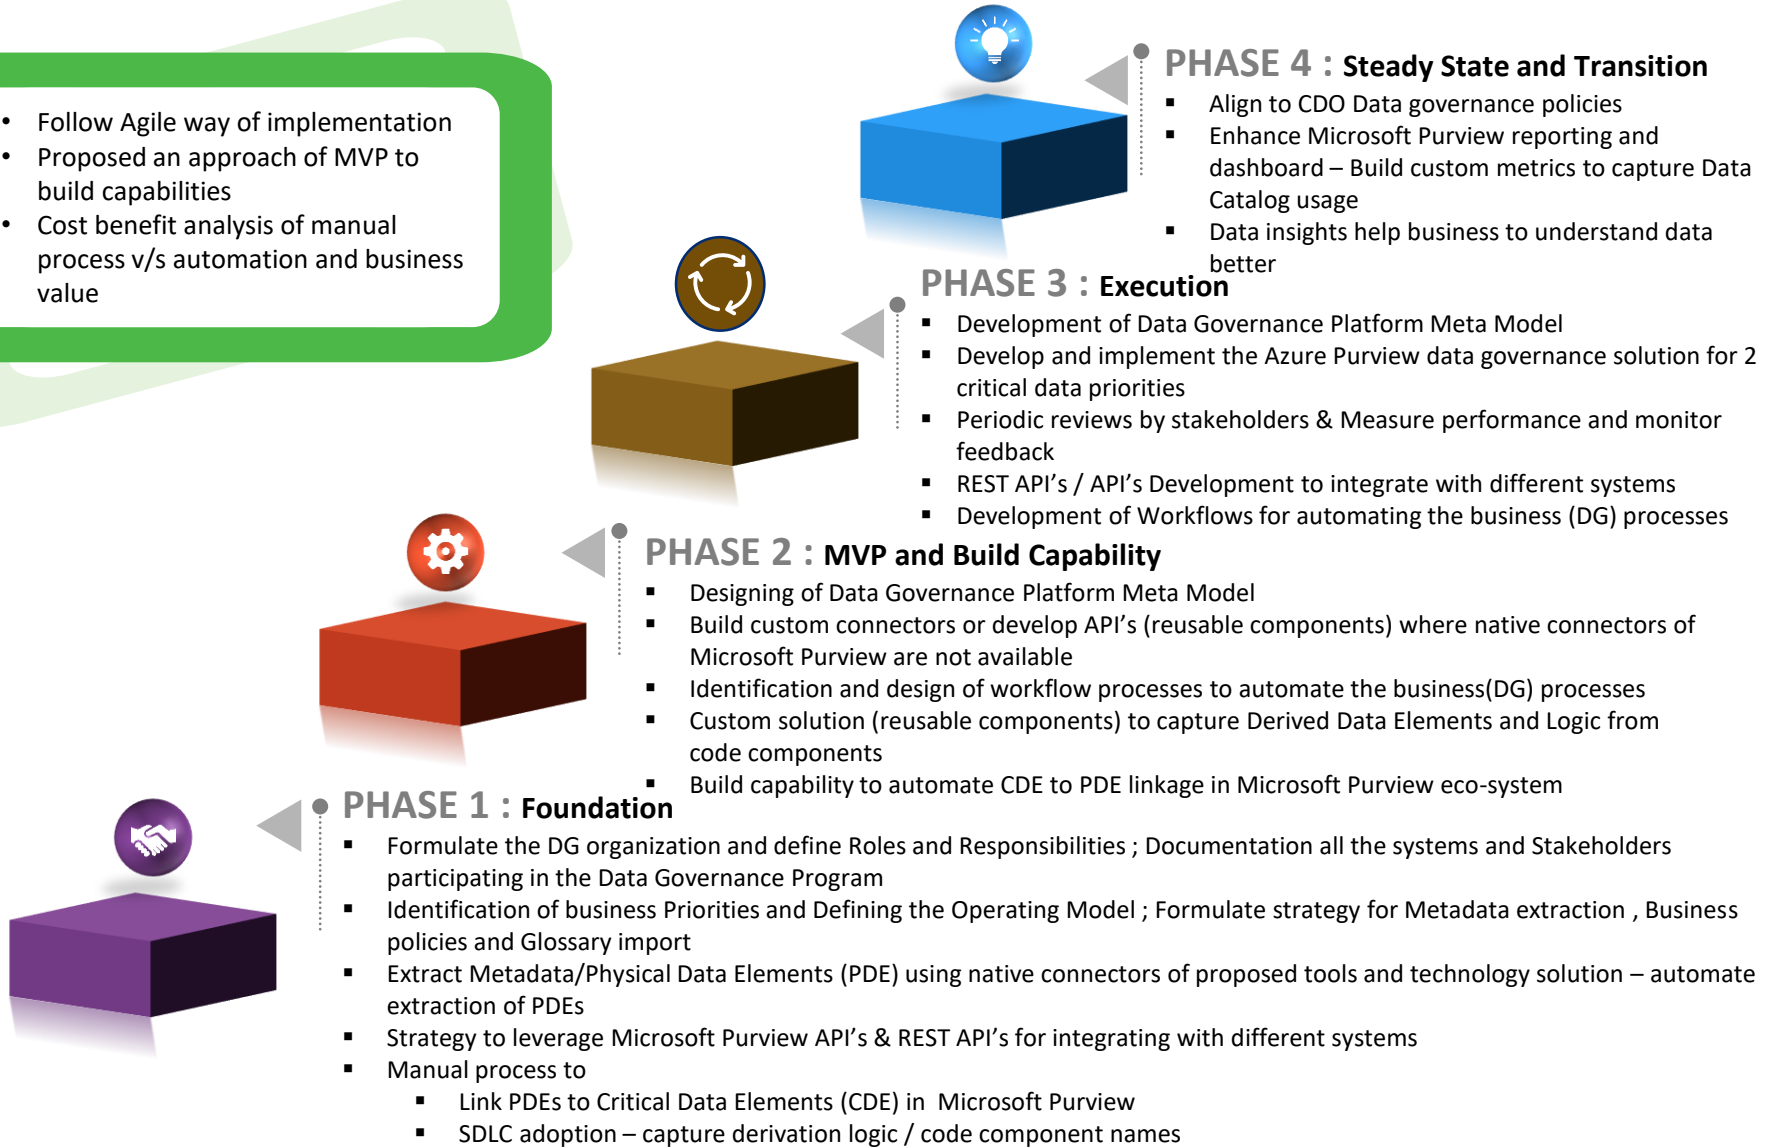 • Follow Agile way of implementation
• Proposed an approach of MVP to
build capabilities
• Cost benefit analysis of manual
process v/s automation and business
value
PHASE 4 : Steady State and Transition
▪ Align to CDO Data governance policies
▪ Enhance Microsoft Purview reporting and
dashboard – Build custom metrics to capture Data
Catalog usage
▪ Data insights help business to understand data
better
PHASE 3 : Execution
▪ Development of Data Governance Platform Meta Model
▪ Develop and implement the Azure Purview data governance solution for 2
critical data priorities
▪ Periodic reviews by stakeholders & Measure performance and monitor
feedback
▪ REST API’s / API’s Development to integrate with different systems
▪ Development of Workflows for automating the business (DG) processes
PHASE 2 : MVP and Build Capability
▪ Designing of Data Governance Platform Meta Model
▪ Build custom connectors or develop API’s (reusable components) where native connectors of
Microsoft Purview are not available
▪ Identification and design of workflow processes to automate the business(DG) processes
▪ Custom solution (reusable components) to capture Derived Data Elements and Logic from
code components
▪ Build capability to automate CDE to PDE linkage in Microsoft Purview eco-system
PHASE 1 : Foundation
▪ Formulate the DG organization and define Roles and Responsibilities ; Documentation all the systems and Stakeholders
participating in the Data Governance Program
▪ Identification of business Priorities and Defining the Operating Model ; Formulate strategy for Metadata extraction , Business
policies and Glossary import
▪ Extract Metadata/Physical Data Elements (PDE) using native connectors of proposed tools and technology solution – automate
extraction of PDEs
▪ Strategy to leverage Microsoft Purview API’s & REST API’s for integrating with different systems
▪ Manual process to
▪ Link PDEs to Critical Data Elements (CDE) in Microsoft Purview
▪ SDLC adoption – capture derivation logic / code component names